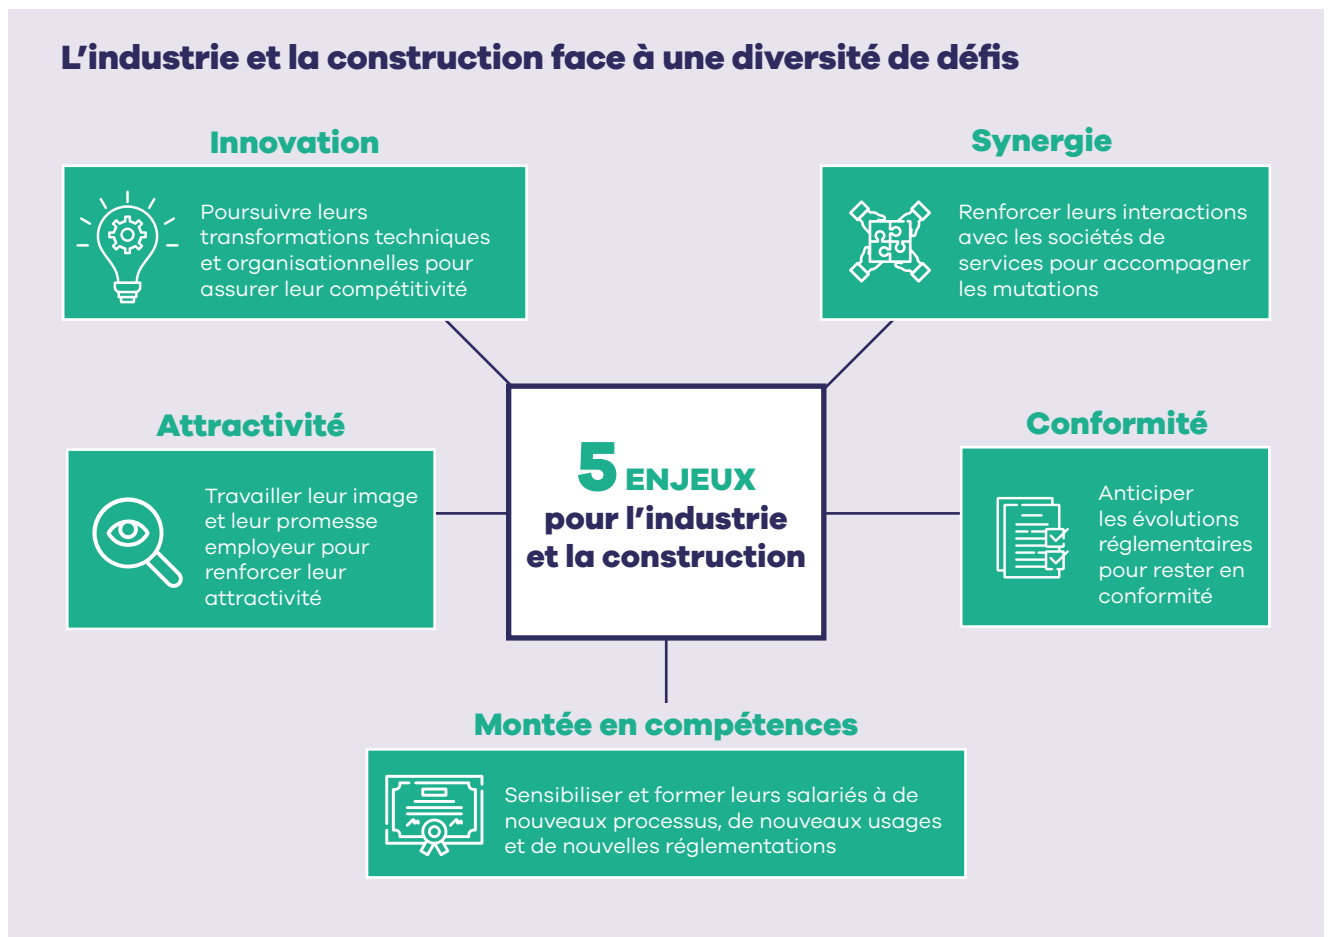 L'industrie et la construction face à une diversité de défis
Innovation
Poursuivre leurs
transformations techniques
et organisationnelles pour
assurer leur compétitivité
Synergie
Renforcer leurs interactions
avec les sociétés de
services pour accompagner
les mutations
Attractivité
Travailler leur image
et leur promesse
employeur pour
renforcer leur
attractivité
5 ENJEUX
pour l'industrie
et la construction
Conformité
Anticiper
les évolutions
réglementaires
pour rester en
conformité
Montée en compétences
Sensibiliser et former leurs salariés à de
nouveaux processus, de nouveaux usages
et de nouvelles réglementations